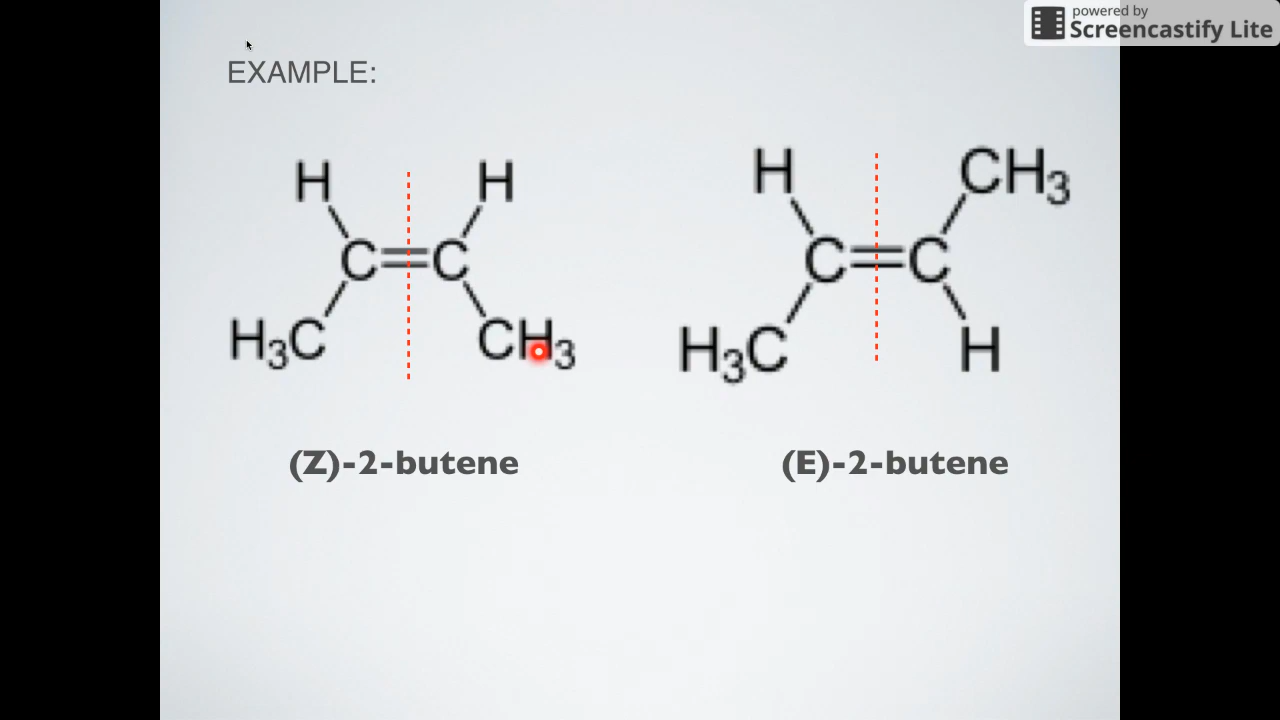 powered by
Screencastify Lite
EXAMPLE:
H H
C=C
H3C CH3
H CH3
C=C
H3C H
(Z)-2-butene
(E)-2-butene